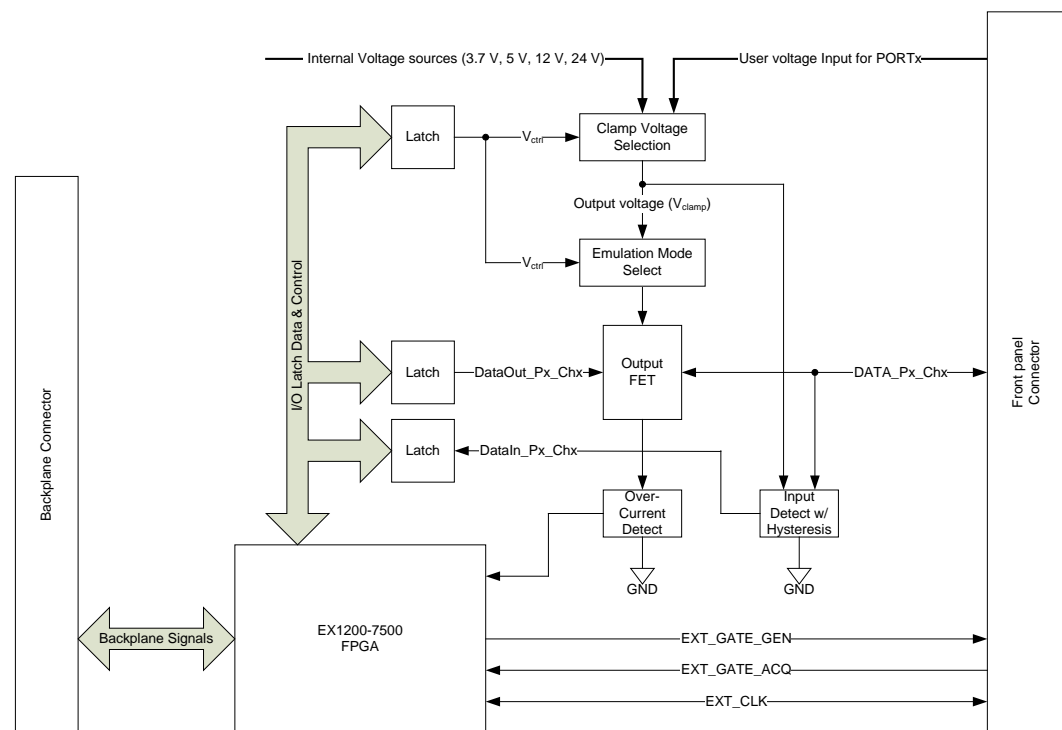 Internal Voltage sources (3.7 V, 5 V, 12 V, 24 V)
User voltage Input for PORTx
Latch
Vctrl
Clamp Voltage
Selection
Output voltage (Vclamp)
Vctrl
Emulation Mode
Select
I/O Latch Data & Control
Latch
DataOut_Px_Chx
Output
FET
DATA_Px_Chx
Front panel
Connector
Backplane Connector
Latch
DataIn_Px_Chx
Over-
Current
Detect
Input
Detect w/
Hysteresis
GND
GND
Backplane Signals
EX1200-7500
FPGA
EXT_GATE_GEN
EXT_GATE_ACQ
EXT_CLK